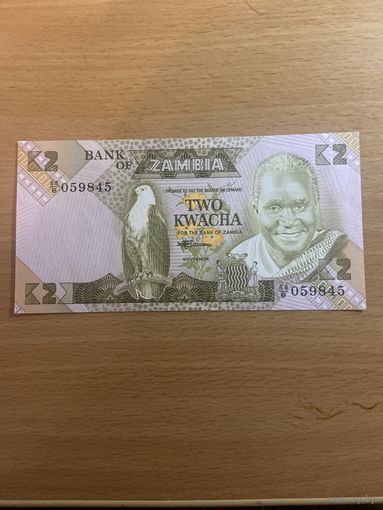 K2
BANK OF ZAMBIA
K2
059845
I PROMISE TO PAY THE BEARER ON DEMAND
TWO
KWACHA
FOR THE BANK OF ZAMBIA
GOVERNOR
K2
K2
059845